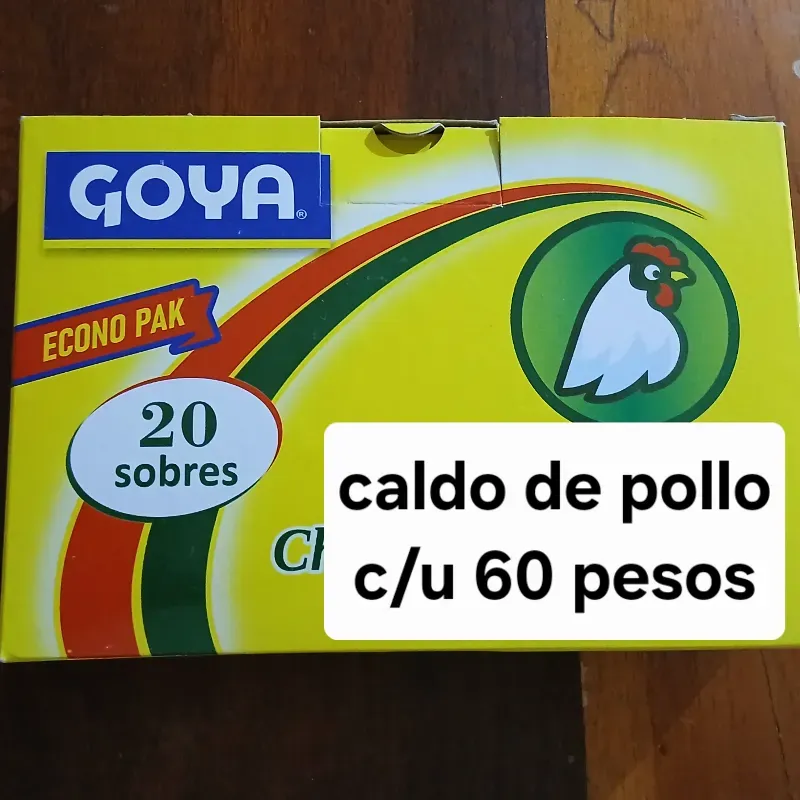 GOYA®
ECONO PAK
20
sobres
caldo de pollo
c/u 60 pesos